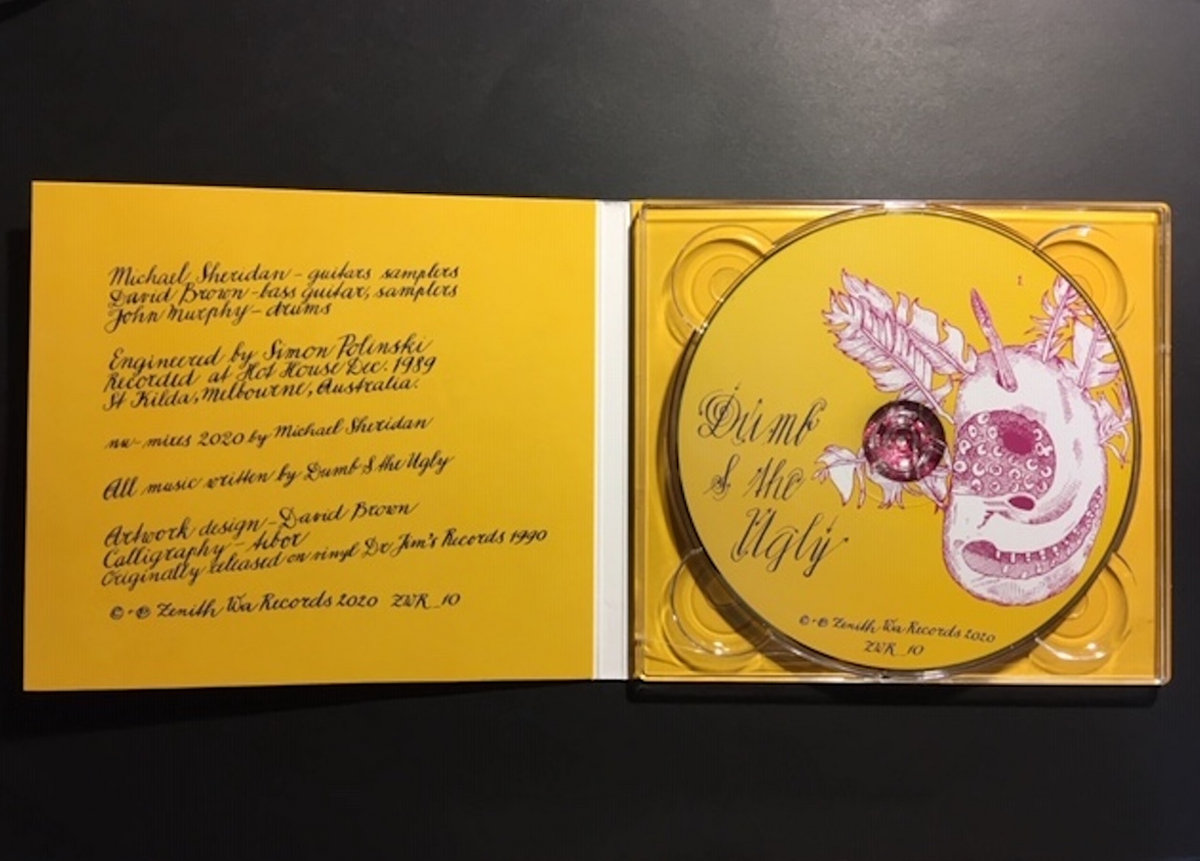 Michael Sheridan - guitars samplers
David Brown - bass guitar, samplers
John Murphy - drums
Engineered by Simon Polinski
Recorded at Hot House Dec. 1989
St Kilda, Melbourne, Australia.
nu-mixes 2020 by Michael Sheridan
All music written by Dumb & the Ugly
Artwork design - David Brown
Calligraphy - tibor
Originally released on vinyl Dr Jim's Records 1990
© + ℗ Zenith Wa Records 2020 ZWR_10
Dumb
& the
Ugly
© + ℗ Zenith Wa Records 2020
ZWR_10